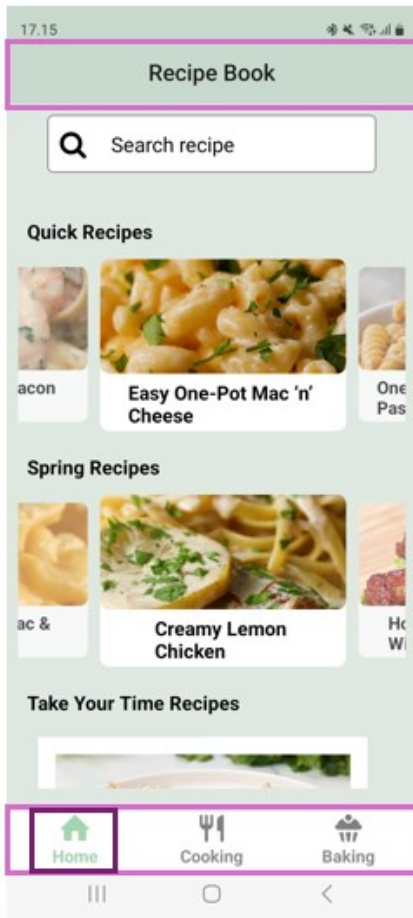 17.15
Recipe Book
Search recipe
Quick Recipes
acon
Easy One-Pot Mac ‘n’
Cheese
One
Pas
Spring Recipes
ac &
Creamy Lemon
Chicken
Ho
Wi
Take Your Time Recipes
Home
Cooking
Baking